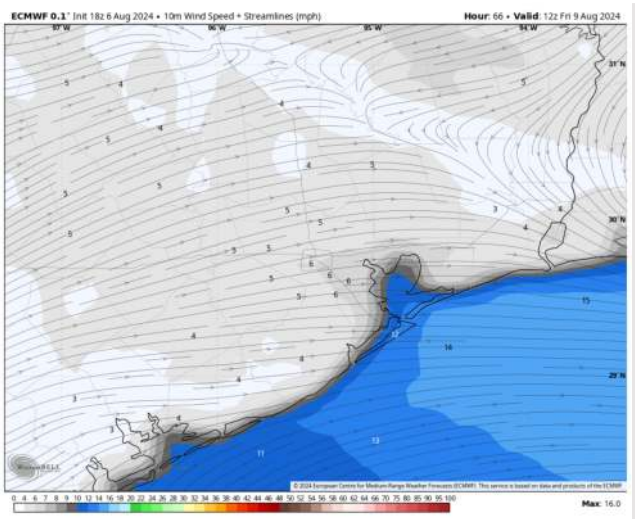 ECMWF 0.1° Init 18z 6 Aug 2024 • 10m Wind Speed + Streamlines (mph) Hour: 66 • Valid: 12z Fri 9 Aug 2024
97°W 96°W 95°W 94°W
31°N
5 4 5
4 4
5
4 5
5 5
5 3 4
5 30°N
5 4
5 5
6
5 6 6
5 6 15
12
4 16
4 29°N
4
3
4
3
13
11
WeatherBELL
© 2024 European Centre for Medium-Range Weather Forecasts (ECMWF). This service is based on data and products of the ECMWF.
0 4 6 7 8 9 10 12 14 16 18 20 22 24 26 28 30 32 34 36 38 40 42 44 46 48 50 52 54 56 58 60 62 64 66 68 70 75 80 85 90 95 100 Max: 16.0